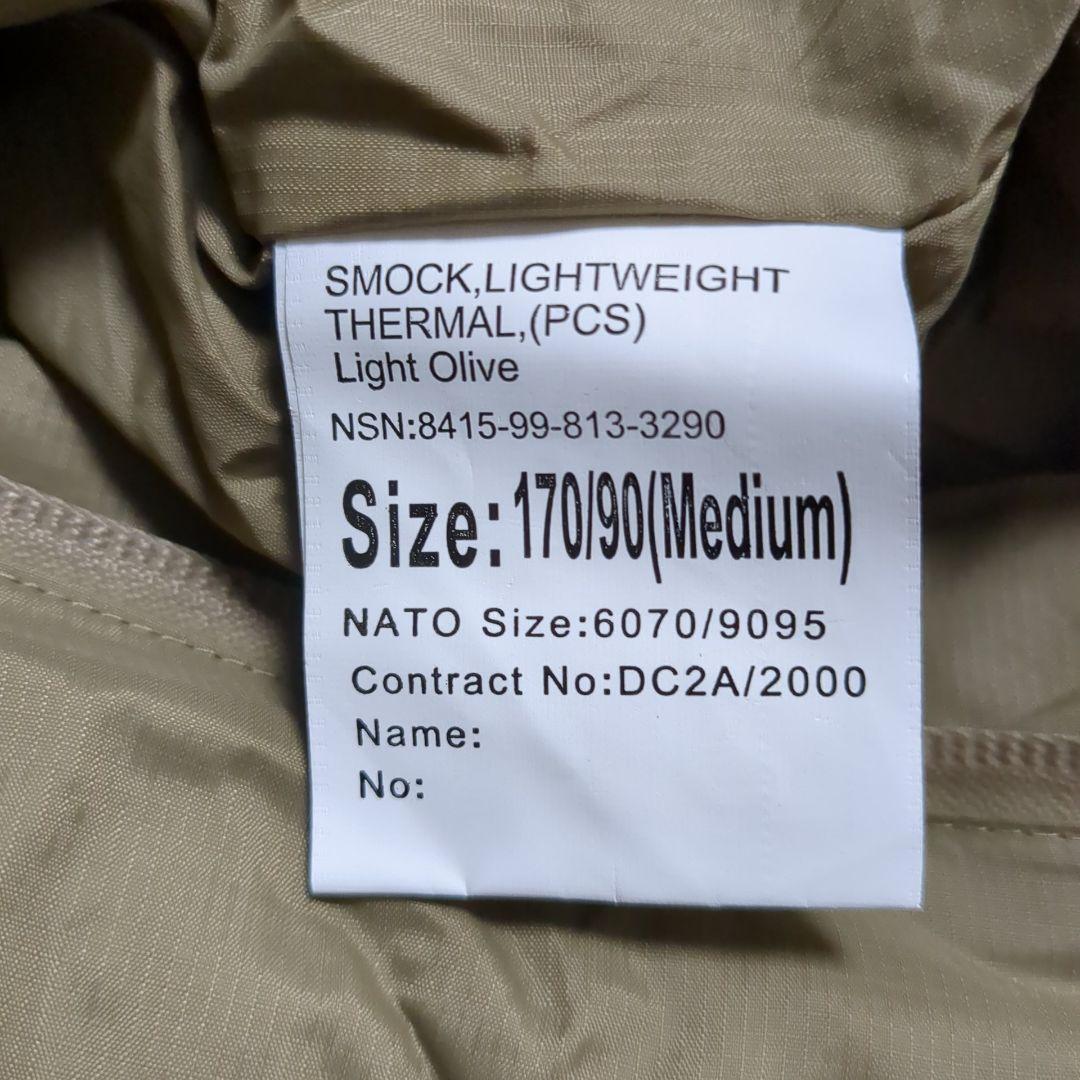 SMOCK,LIGHTWEIGHT
THERMAL,(PCS)
Light Olive
NSN:8415-99-813-3290
Size:170/90(Medium)
NATO Size:6070/9095
Contract No:DC2A/2000
Name:
No: